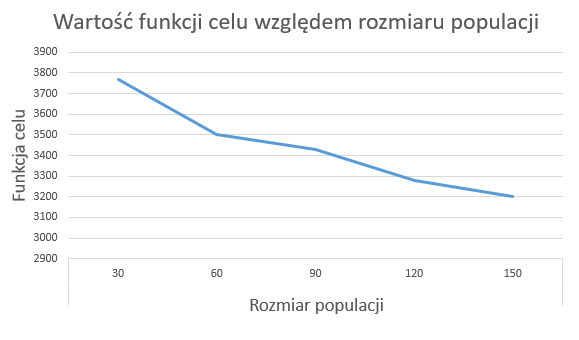 Wartość funkcji celu względem rozmiaru populacji
3900
3800
3700
3600
3500
3400
3300
3200
3100
3000
2900
Funkcja celu
30 60 90 120 150
Rozmiar populacji